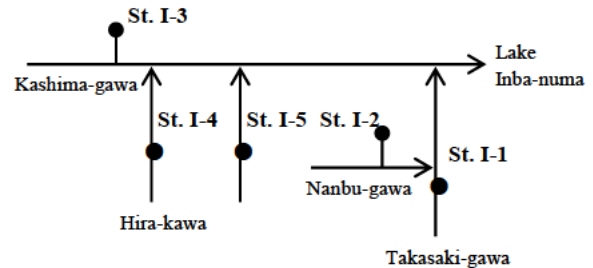 St. I-3
Lake
Inba-numa
Kashima-gawa
St. I-4
St. I-5
St. I-2
St. I-1
Nanbu-gawa
Hira-kawa
Takasaki-gawa